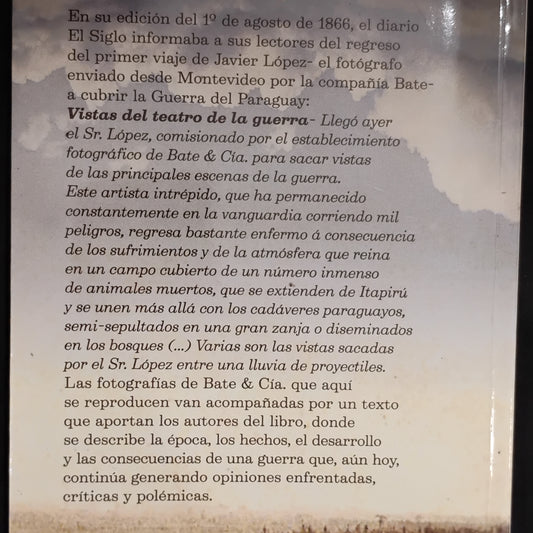 En su edición del 1º de agosto de 1866, el diario
El Siglo informaba a sus lectores del regreso
del primer viaje de Javier López- el fotógrafo
enviado desde Montevideo por la compañía Bate-
a cubrir la Guerra del Paraguay:
Vistas del teatro de la guerra- Llegó ayer
el Sr. López, comisionado por el establecimiento
fotográfico de Bate & Cía. para sacar vistas
de las principales escenas de la guerra.
Este artista intrépido, que ha permanecido
constantemente en la vanguardia corriendo mil
peligros, regresa bastante enfermo á consecuencia
de los sufrimientos y de la atmósfera que reina
en un campo cubierto de un número inmenso
de animales muertos, que se extienden de Itapirú
y se unen más allá con los cadáveres paraguayos,
semi-sepultados en una gran zanja o diseminados
en los bosques (...) Varias son las vistas sacadas
por el Sr. López entre una lluvia de proyectiles.
Las fotografías de Bate & Cía. que aquí
se reproducen van acompañadas por un texto
que aportan los autores del libro, donde
se describe la época, los hechos, el desarrollo
y las consecuencias de una guerra que, aún hoy,
continúa generando opiniones enfrentadas,
críticas y polémicas.